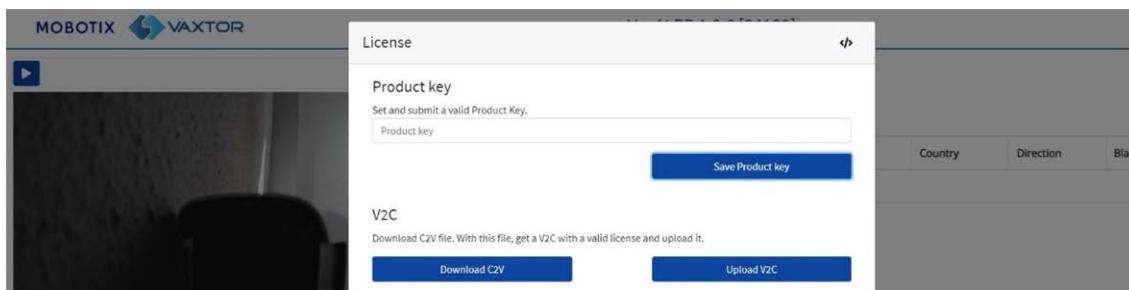 MOBOTIX VAXTOR
License
</>
Product key
Set and submit a valid Product Key.
Product key
Save Product key
Country Direction Bla
V2C
Download C2V file. With this file, get a V2C with a valid license and upload it.
Download C2V Upload V2C